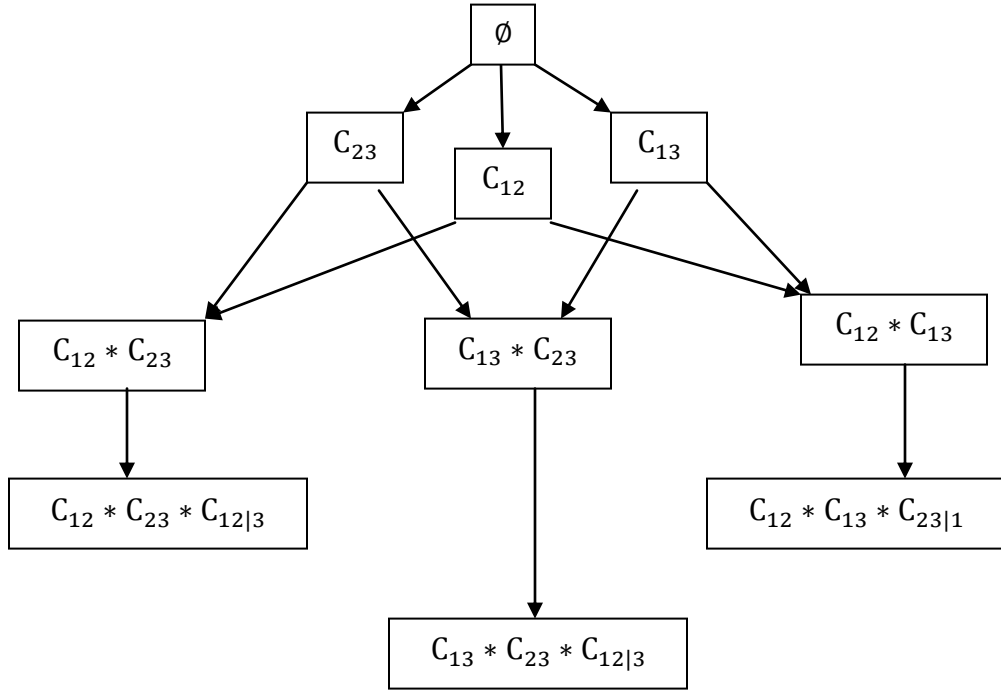 ∅
C₂₃
C₁₃
C₁₂
C₁₂ * C₂₃
C₁₃ * C₂₃
C₁₂ * C₁₃
C₁₂ * C₂₃ * C₁₂|₃
C₁₂ * C₁₃ * C₂₃|₁
C₁₃ * C₂₃ * C₁₂|₃